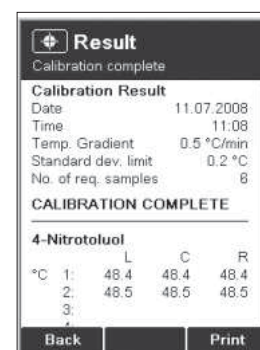 Result
Calibration complete
Calibration Result
Date 11.07.2008
Time 11:08
Temp. Gradient 0.5 °C/min
Standard dev. limit 0.2 °C
No. of req. samples 6
CALIBRATION COMPLETE
4-Nitrotoluol
L C R
°C 1: 48.4 48.4 48.4
2: 48.5 48.5 48.5
3:
Back Print